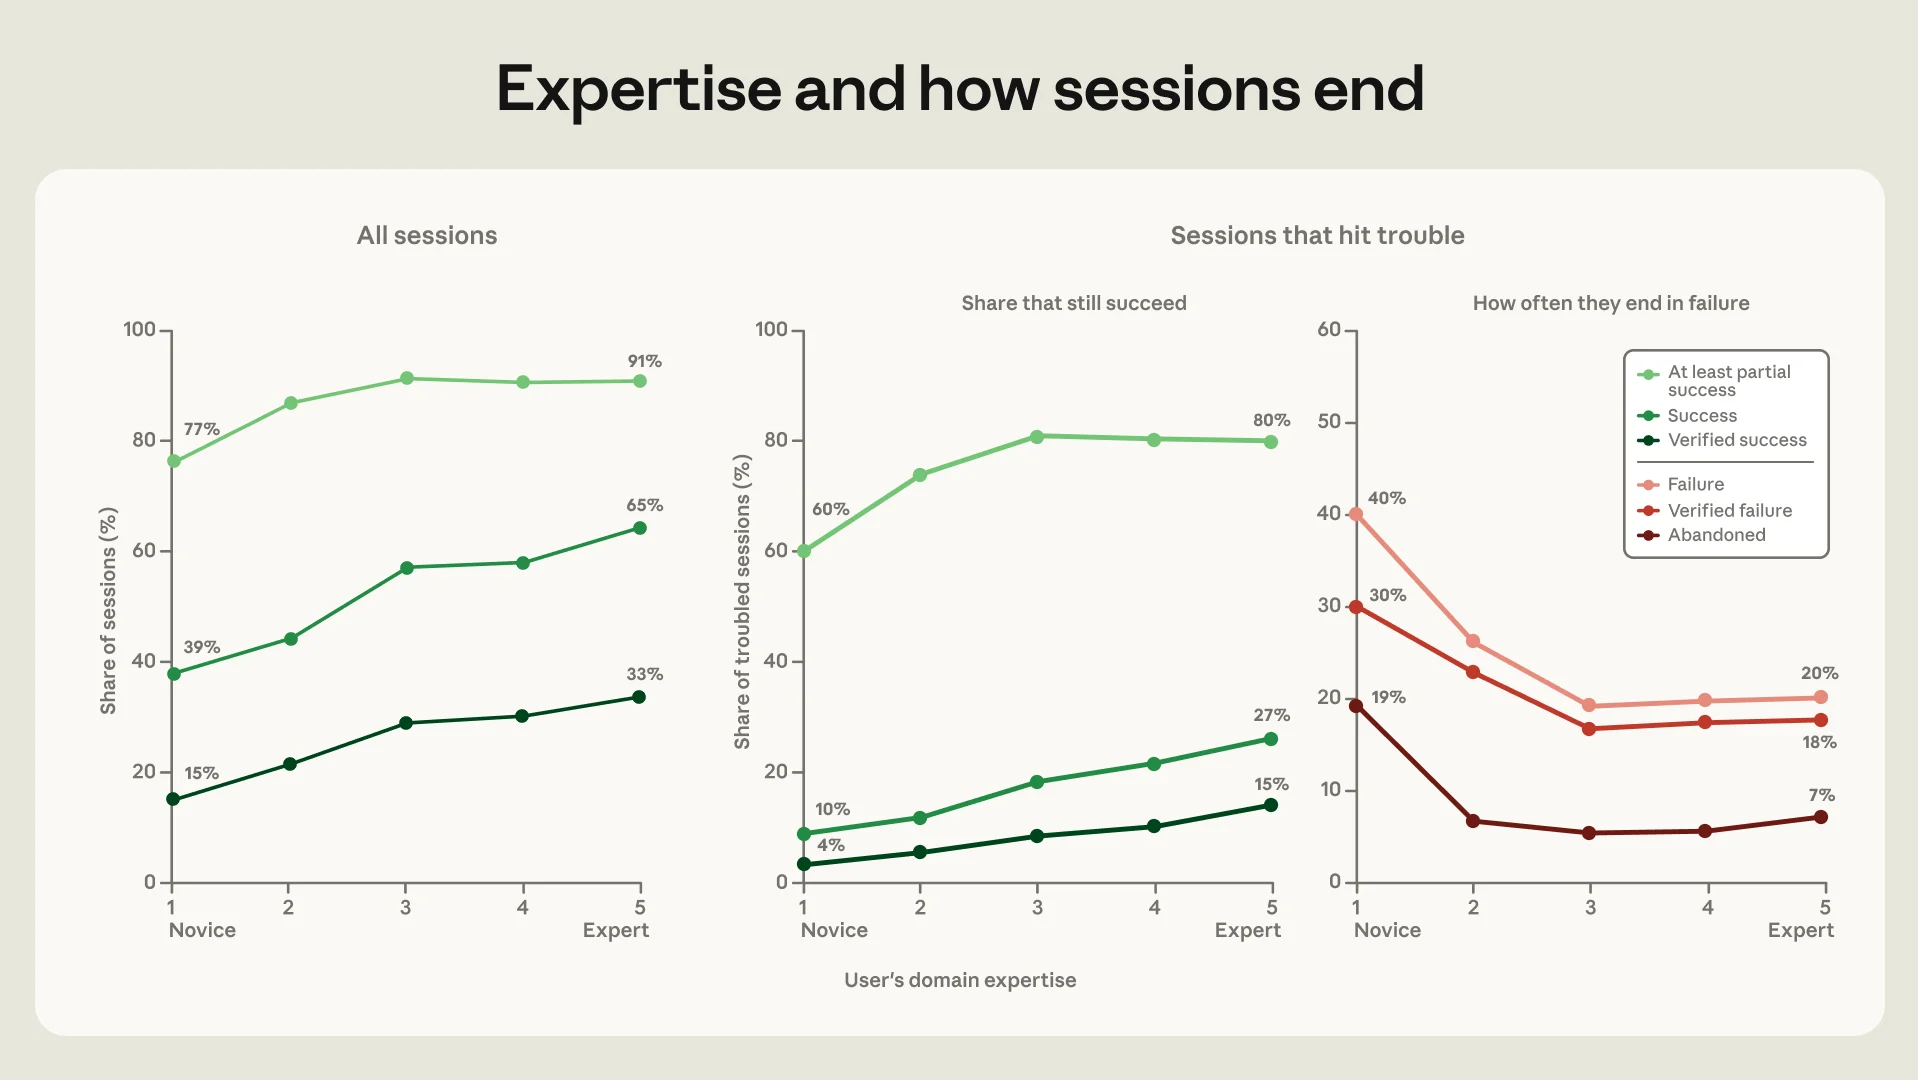 Expertise and how sessions end
All sessions
Share of sessions (%)
100
80
60
40
20
0
77%
91%
39%
65%
15%
33%
1
2
3
4
5
Novice
Expert
Sessions that hit trouble
Share that still succeed
Share of troubled sessions (%)
100
80
60
40
20
0
60%
80%
10%
27%
4%
15%
1
2
3
4
5
Novice
Expert
How often they end in failure
60
50
40
30
20
10
0
40%
30%
19%
20%
18%
7%
At least partial
success
Success
Verified success
Failure
Verified failure
Abandoned
1
2
3
4
5
Novice
Expert
User's domain expertise